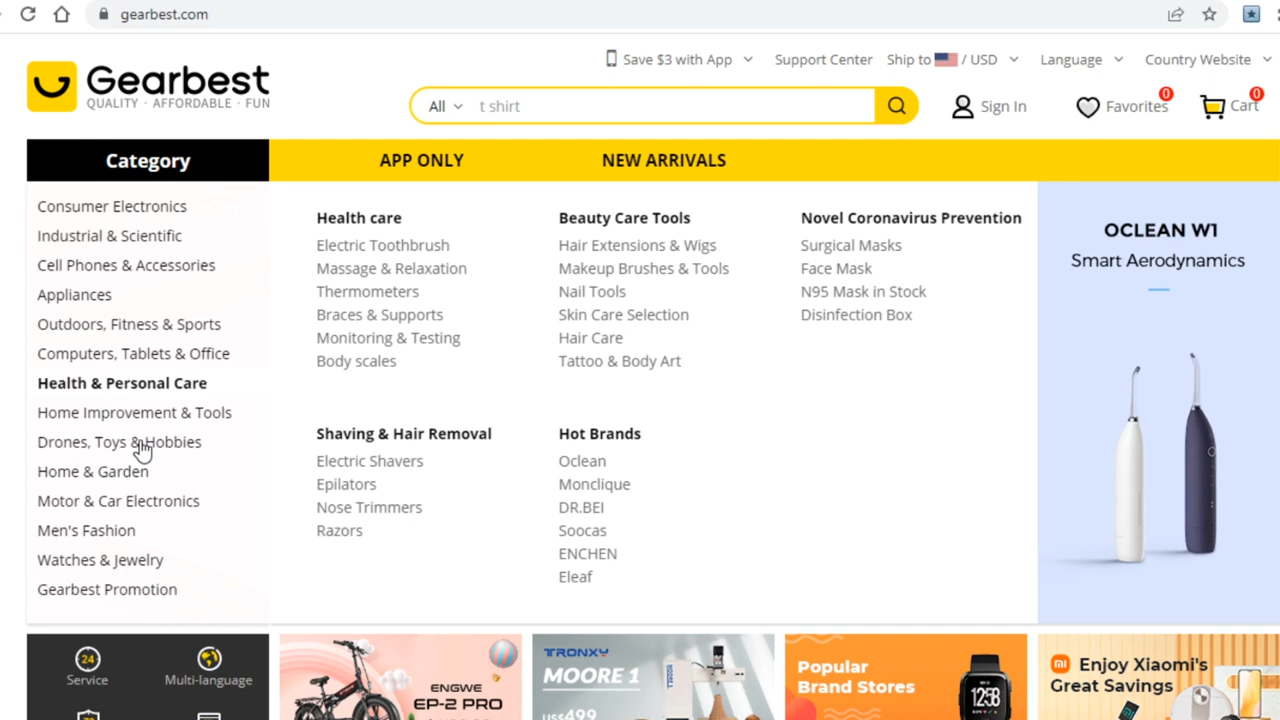 gearbest.com
Save $3 with App
Support Center
Ship to / USD
Language
Country Website
Gearbest
QUALITY · AFFORDABLE · FUN
All
t shirt
Sign In
Favorites 0
Cart 0
Category
APP ONLY
NEW ARRIVALS
Consumer Electronics
Industrial & Scientific
Cell Phones & Accessories
Appliances
Outdoors, Fitness & Sports
Computers, Tablets & Office
Health & Personal Care
Home Improvement & Tools
Drones, Toys & Hobbies
Home & Garden
Motor & Car Electronics
Men's Fashion
Watches & Jewelry
Gearbest Promotion
Health care
Electric Toothbrush
Massage & Relaxation
Thermometers
Braces & Supports
Monitoring & Testing
Body scales
Beauty Care Tools
Hair Extensions & Wigs
Makeup Brushes & Tools
Nail Tools
Skin Care Selection
Hair Care
Tattoo & Body Art
Novel Coronavirus Prevention
Surgical Masks
Face Mask
N95 Mask in Stock
Disinfection Box
Shaving & Hair Removal
Electric Shavers
Epilators
Nose Trimmers
Razors
Hot Brands
Oclean
Monclique
DR.BEI
Soocas
ENCHEN
Eleaf
OCLEAN W1
Smart Aerodynamics
24
Service
Multi-language
ENGWE
EP-2 PRO
TRONXY
MOORE 1
US$499
Popular
Brand Stores
12:58
Enjoy Xiaomi's
Great Savings